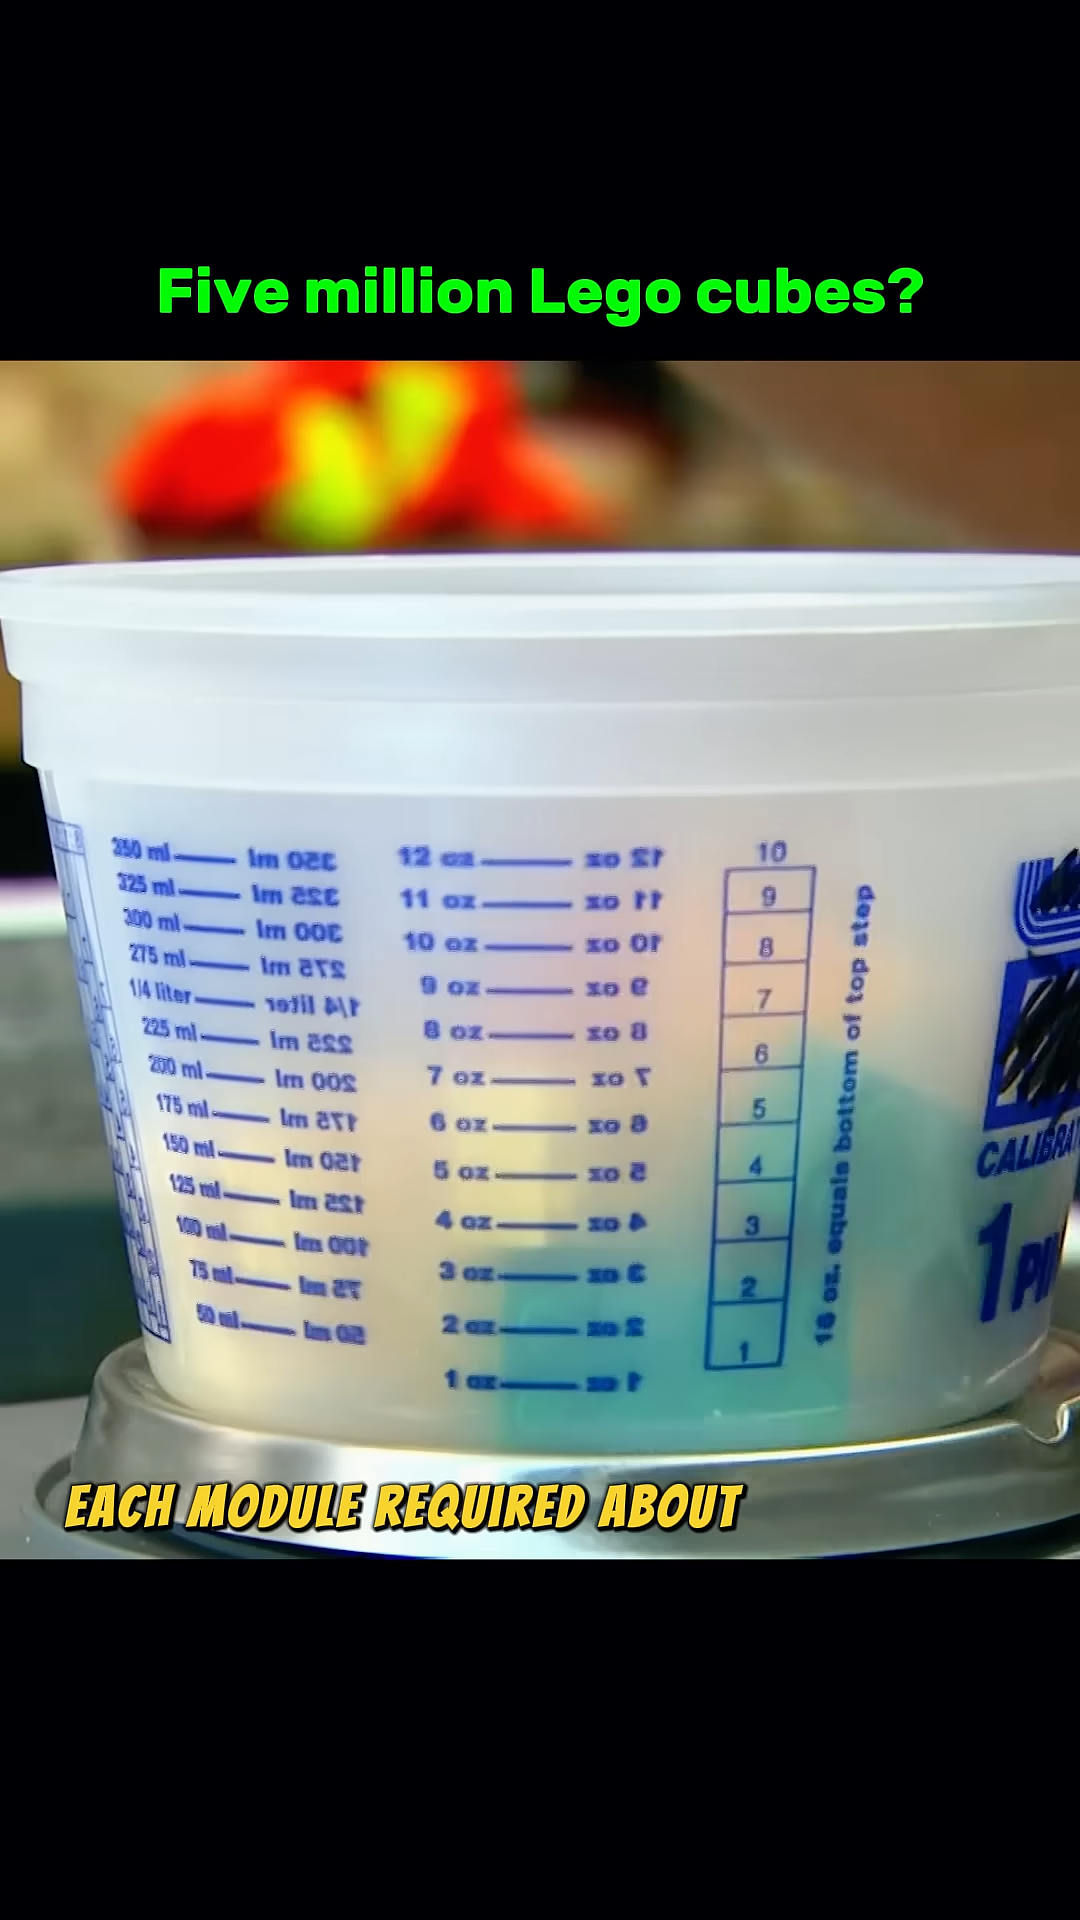 Five million Lego cubes?
350 ml 350 ml
325 ml 325 ml
300 ml 300 ml
275 ml 275 ml
1/4 liter 1/4 liter
225 ml 225 ml
200 ml 200 ml
175 ml 175 ml
150 ml 150 ml
125 ml 125 ml
100 ml 100 ml
75 ml 75 ml
50 ml 50 ml
12 oz 12 oz
11 oz 11 oz
10 oz 10 oz
9 oz 9 oz
8 oz 8 oz
7 oz 7 oz
6 oz 6 oz
5 oz 5 oz
4 oz 4 oz
3 oz 3 oz
2 oz 2 oz
1 oz 1 oz
10
9
8
7
6
5
4
3
2
1
16 oz. equals bottom of top step
1
EACH MODULE REQUIRED ABOUT